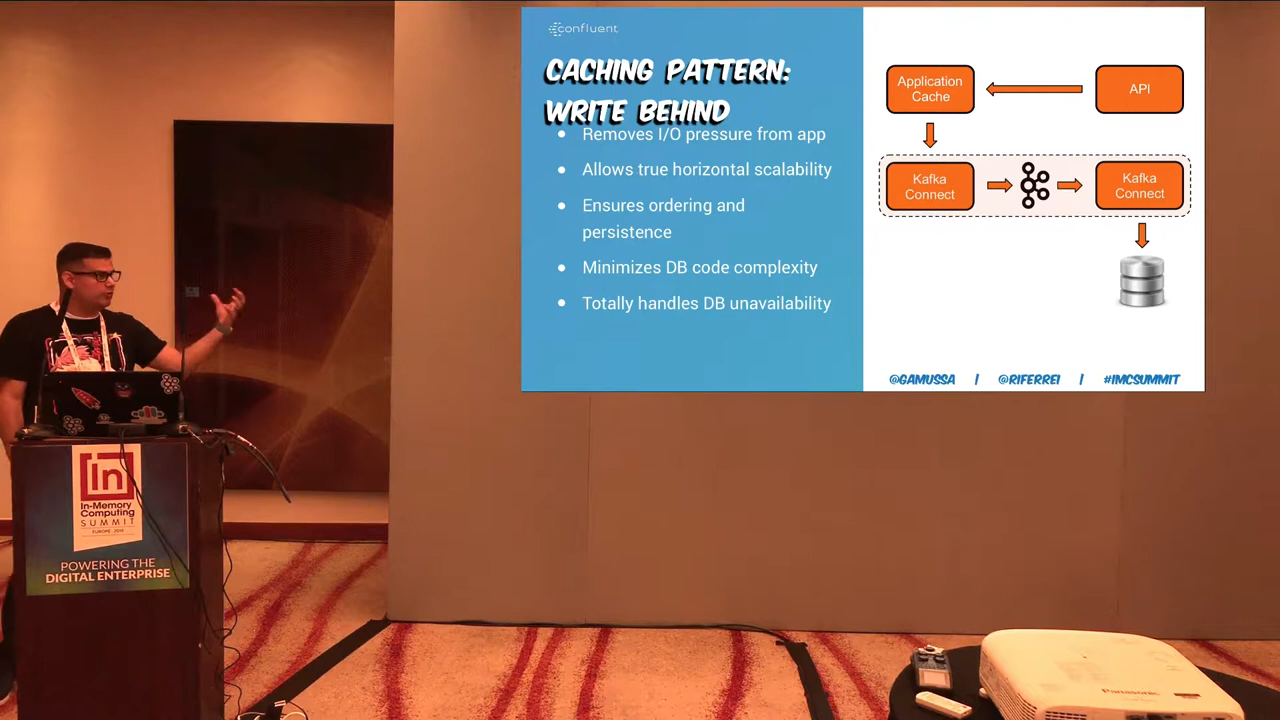 confluent
CACHING PATTERN:
WRITE BEHIND
Removes I/O pressure from app
Allows true horizontal scalability
Ensures ordering and
persistence
Minimizes DB code complexity
Totally handles DB unavailability
Application
Cache
API
Kafka
Connect
Kafka
Connect
@GAMUSSA | @RIFERREI | #IMCSUMMIT
In
In-Memory
Computing
SUMMIT
EUROPE 2019
POWERING THE
DIGITAL ENTERPRISE
Panasonic